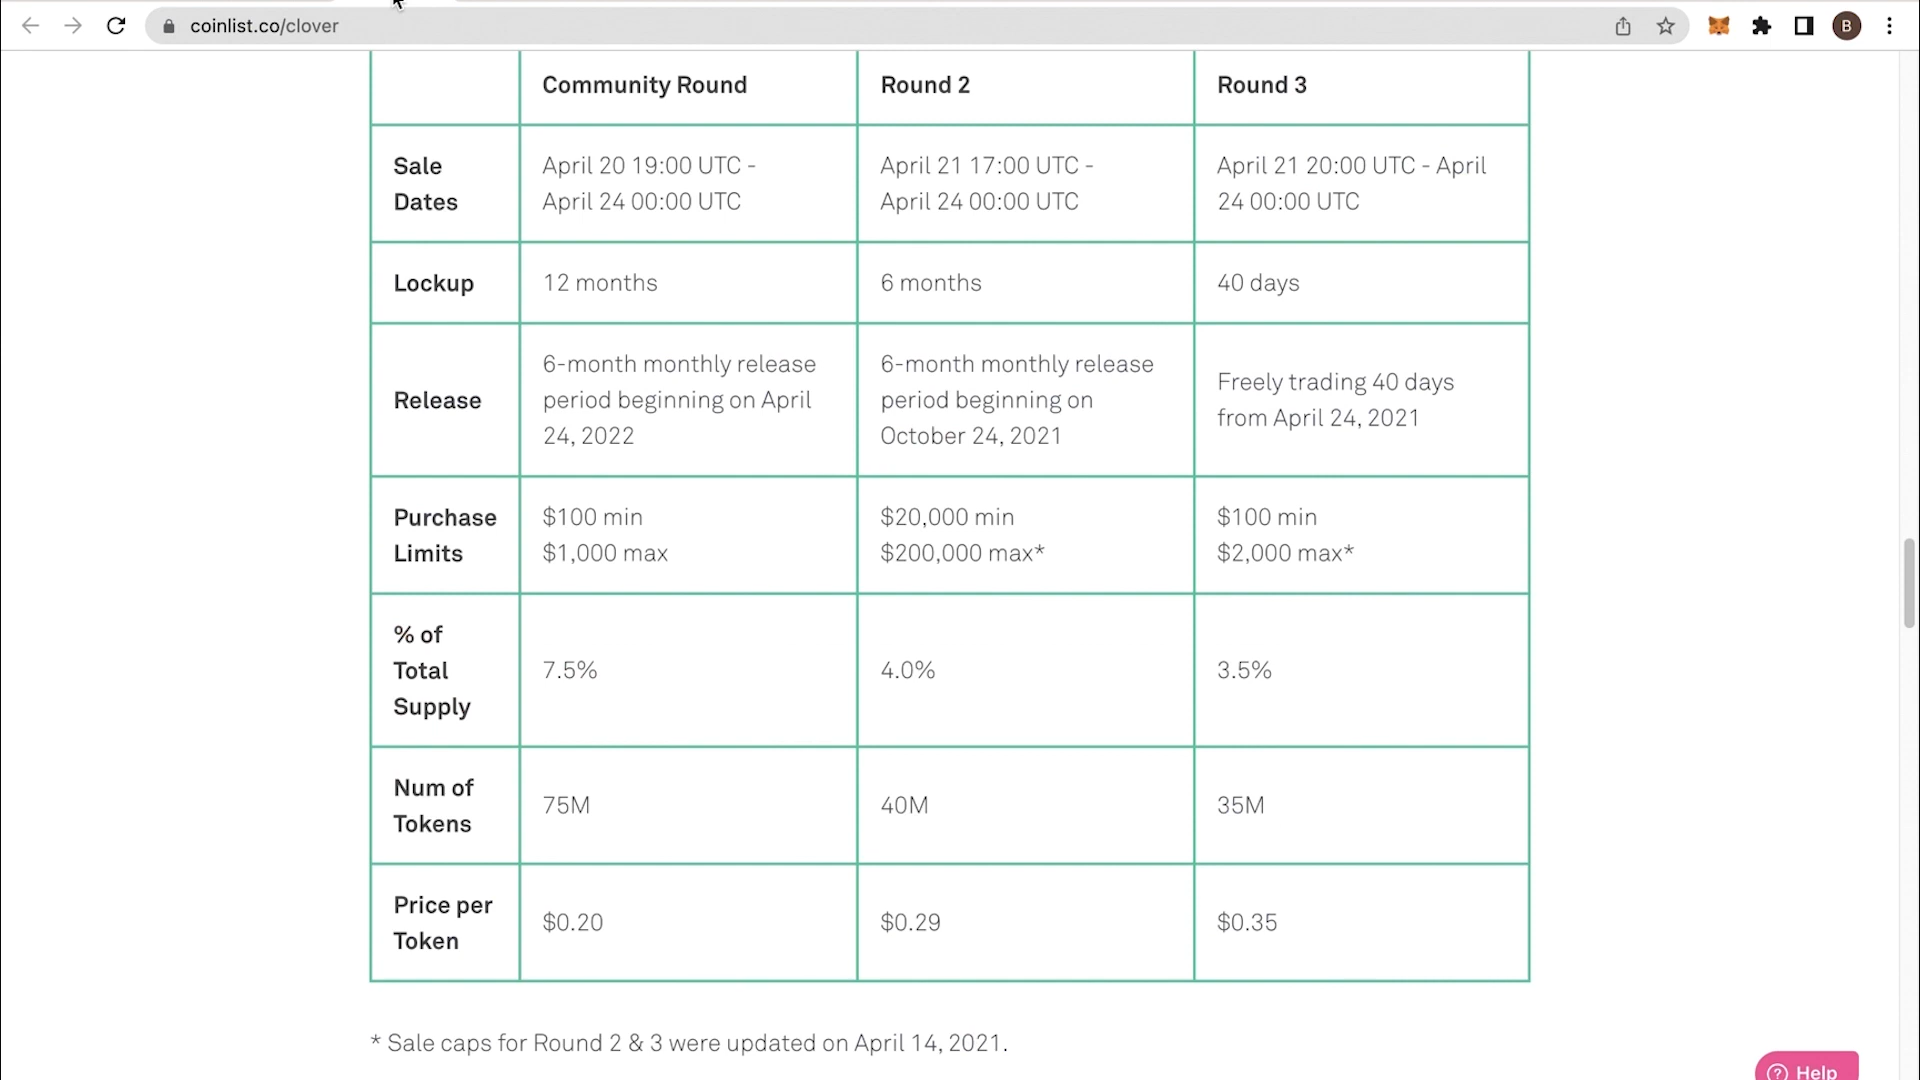 coinlist.co/clover
B
Community Round
Round 2
Round 3
Sale
Dates
April 20 19:00 UTC -
April 24 00:00 UTC
April 21 17:00 UTC -
April 24 00:00 UTC
April 21 20:00 UTC - April
24 00:00 UTC
Lockup
12 months
6 months
40 days
Release
6-month monthly release
period beginning on April
24, 2022
6-month monthly release
period beginning on
October 24, 2021
Freely trading 40 days
from April 24, 2021
Purchase
Limits
$100 min
$1,000 max
$20,000 min
$200,000 max*
$100 min
$2,000 max*
% of
Total
Supply
7.5%
4.0%
3.5%
Num of
Tokens
75M
40M
35M
Price per
Token
$0.20
$0.29
$0.35
* Sale caps for Round 2 & 3 were updated on April 14, 2021.
? Help